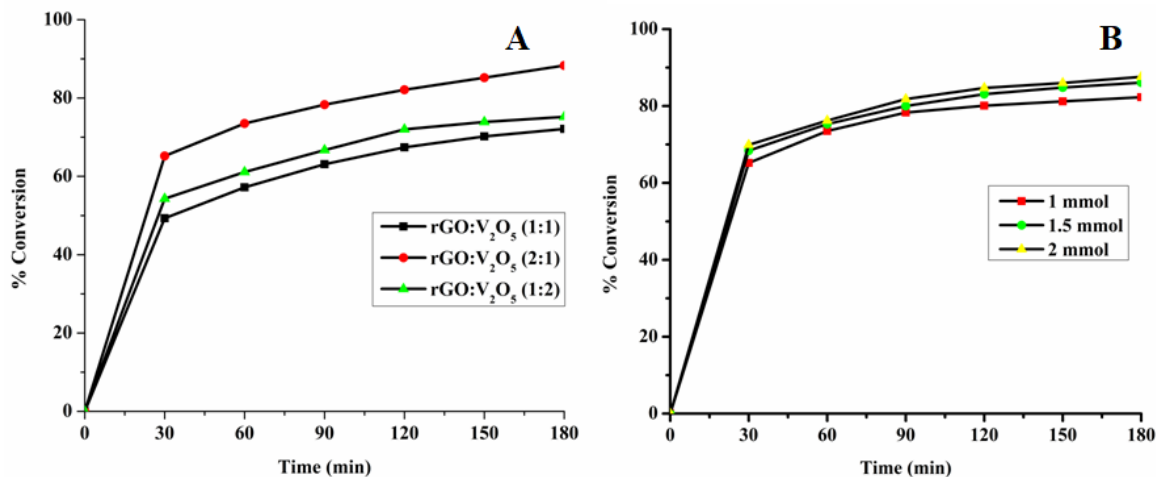 A
% Conversion
100
80
60
40
20
0
0 30 60 90 120 150 180
Time (min)
rGO:V₂O₅ (1:1)
rGO:V₂O₅ (2:1)
rGO:V₂O₅ (1:2)
B
% Conversion
100
80
60
40
20
0
0 30 60 90 120 150 180
Time (min)
1 mmol
1.5 mmol
2 mmol